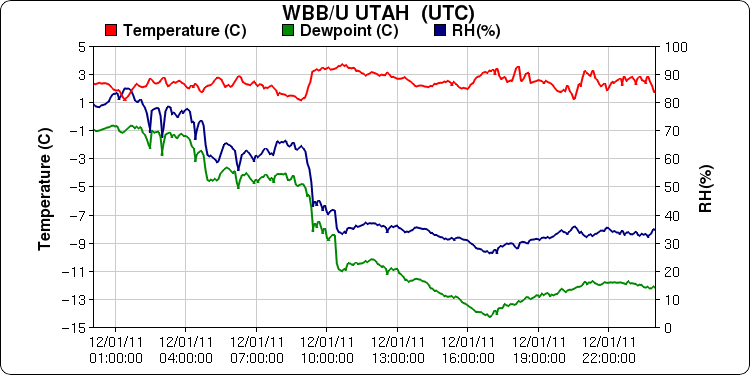 WBB/U UTAH (UTC)
Temperature (C) Dewpoint (C) RH(%)
5 100
3 90
1 80
-1 70
-3 60
-5 50
-7 40
-9 30
-11 20
-13 10
-15 0
Temperature (C)
RH(%)
12/01/11 12/01/11 12/01/11 12/01/11 12/01/11 12/01/11 12/01/11 12/01/11
01:00:00 04:00:00 07:00:00 10:00:00 13:00:00 16:00:00 19:00:00 22:00:00